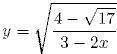 y = \sqrt{\frac{4 - \sqrt{17}}{3 - 2x}}